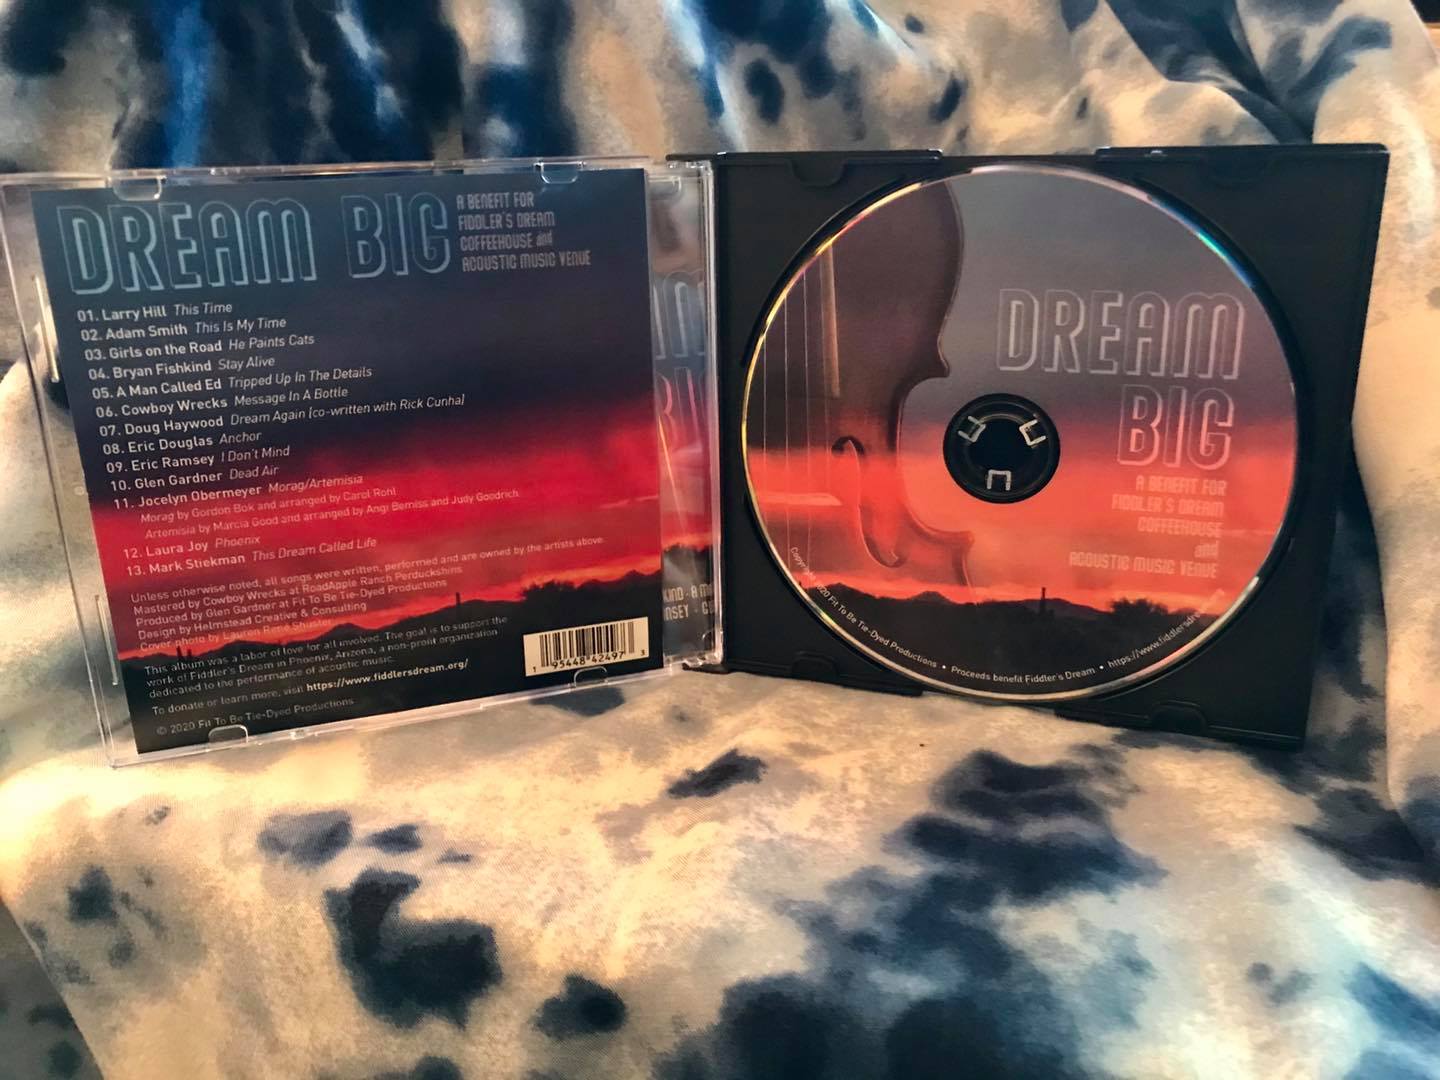 DREAM BIG
A BENEFIT FOR
FIDDLER'S DREAM
COFFEEHOUSE and
ACOUSTIC MUSIC VENUE
01. Larry Hill This Time
02. Adam Smith This Is My Time
03. Girls on the Road He Paints Cats
04. Bryan Fishkind Stay Alive
05. A Man Called Ed Tripped Up In The Details
06. Cowboy Wrecks Message In A Bottle
07. Doug Haywood Dream Again [co-written with Rick Cunha]
08. Eric Douglas Anchor
09. Eric Ramsey I Don't Mind
10. Glen Gardner Dead Air
11. Jocelyn Obermeyer Morag/Artemisia
Morag by Gordon Bok and arranged by Carol Rohl
Artemisia by Marcia Good and arranged by Angi Berniss and Judy Goodrich
12. Laura Joy Phoenix
13. Mark Stiekman This Dream Called Life
Unless otherwise noted, all songs were written, performed and are owned by the artists above.
Mastered by Cowboy Wrecks at RoadApple Ranch Perduckshins
Produced by Glen Gardner at Fit To Be Tie-Dyed Productions
Design by Helmstead Creative & Consulting
Cover photo by Lauren René Shuster
This album was a labor of love for all involved. The goal is to support the
work of Fiddler's Dream in Phoenix, Arizona, a non-profit organization
dedicated to the performance of acoustic music.
To donate or learn more, visit https://www.fiddlersdream.org/
© 2020 Fit To Be Tie-Dyed Productions
1 95448 42497 3
DREAM
BIG
A BENEFIT FOR
FIDDLER'S DREAM
COFFEEHOUSE
and
ACOUSTIC MUSIC VENUE
Copyright 2020 Fit To Be Tie-Dyed Productions • Proceeds benefit Fiddler's Dream • https://www.fiddlersdream